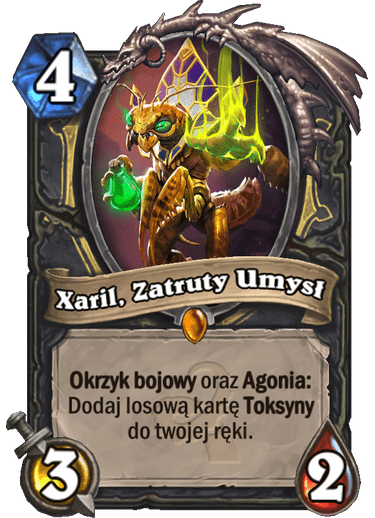 4
Xaril, Zatruty Umysł
Okrzyk bojowy oraz Agonia:
Dodaj losową kartę Toksyny
do twojej ręki.
3
2